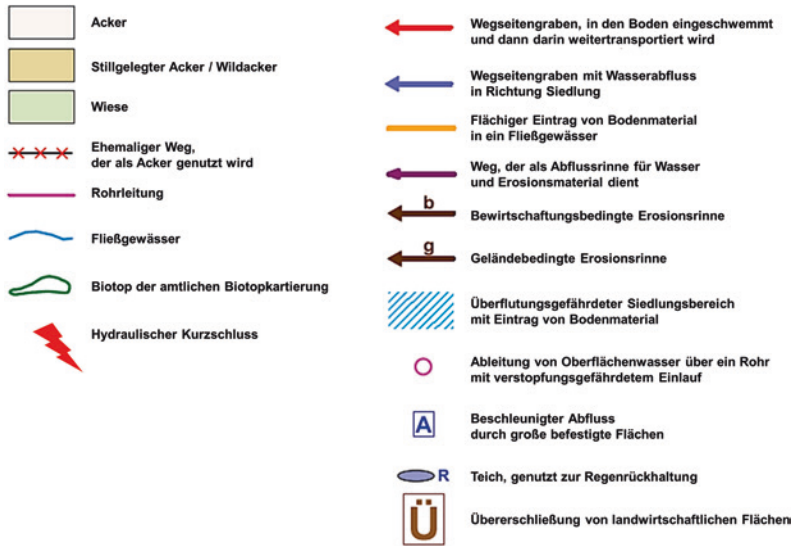 Acker
Stillgelegter Acker / Wildacker
Wiese
Ehemaliger Weg,
der als Acker genutzt wird
Rohrleitung
Fließgewässer
Biotop der amtlichen Biotopkartierung
Hydraulischer Kurzschluss
Wegseitengraben, in den Boden eingeschwemmt
und dann darin weitertransportiert wird
Wegseitengraben mit Wasserabfluss
in Richtung Siedlung
Flächiger Eintrag von Bodenmaterial
in ein Fließgewässer
Weg, der als Abflussrinne für Wasser
und Erosionsmaterial dient
b
Bewirtschaftungsbedingte Erosionsrinne
g
Geländebedingte Erosionsrinne
Überflutungsgefährdeter Siedlungsbereich
mit Eintrag von Bodenmaterial
Ableitung von Oberflächenwasser über ein Rohr
mit verstopfungsgefährdetem Einlauf
A
Beschleunigter Abfluss
durch große befestigte Flächen
R
Teich, genutzt zur Regenrückhaltung
Ü
Übererschließung von landwirtschaftlichen Flächen